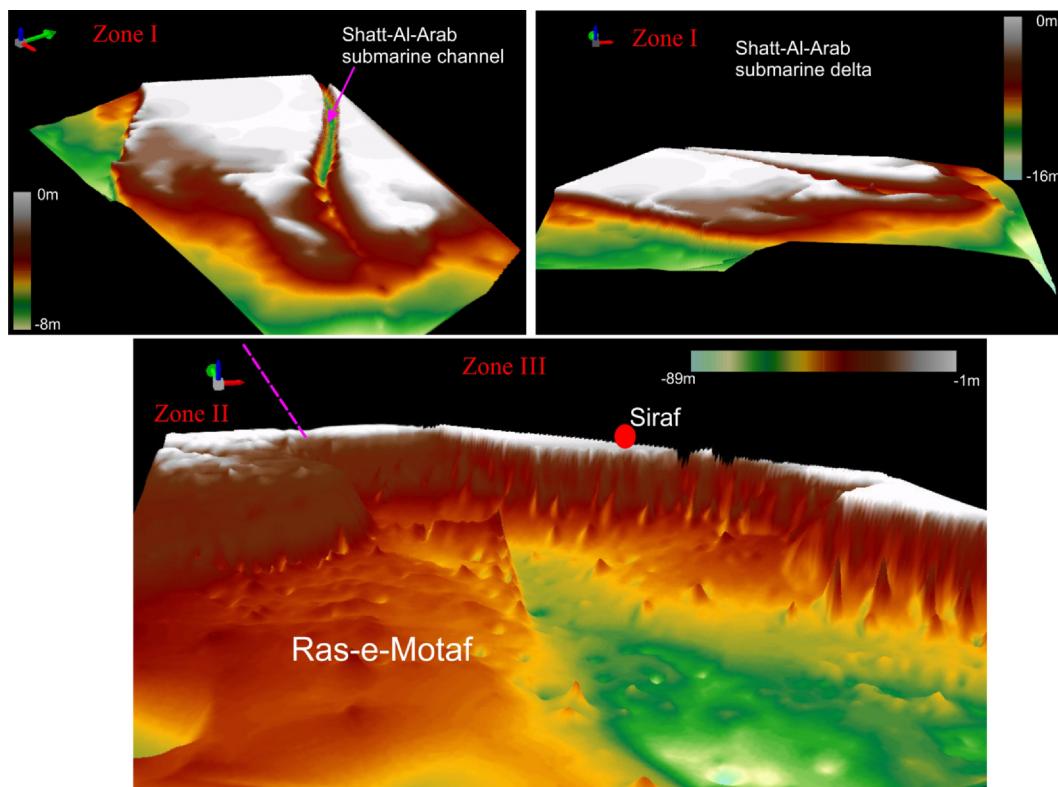 Zone I
Shatt-Al-Arab
submarine channel
0m
-8m
Zone I
Shatt-Al-Arab
submarine delta
0m
-16m
Zone III
-89m
-1m
Zone II
Siraf
Ras-e-Motaf